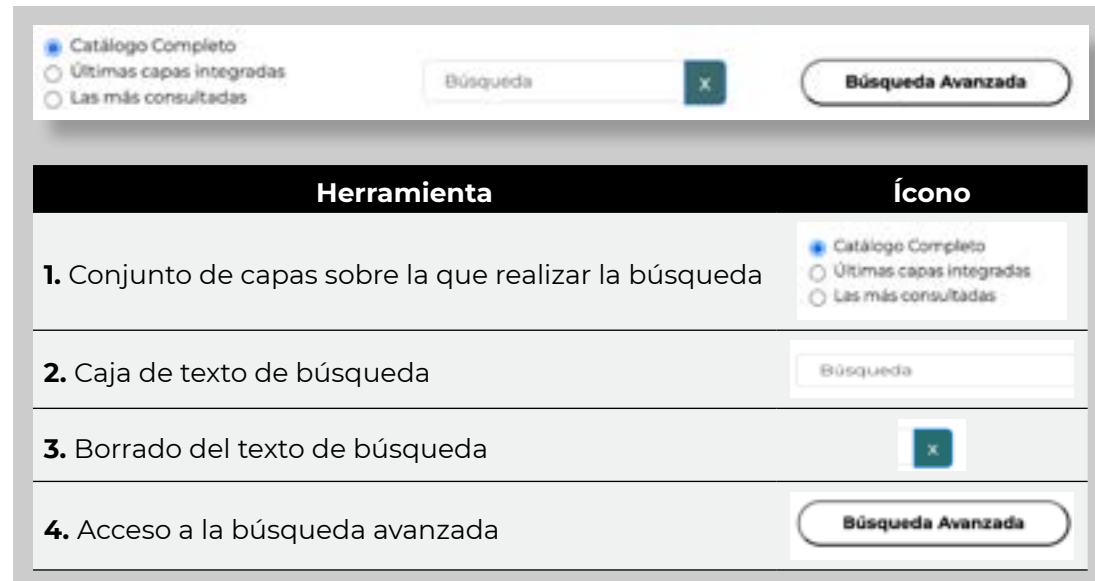 Catálogo Completo
Últimas capas integradas
Las más consultadas
Búsqueda
X
Búsqueda Avanzada
Herramienta
Ícono
1. Conjunto de capas sobre la que realizar la búsqueda
Catálogo Completo
Últimas capas integradas
Las más consultadas
2. Caja de texto de búsqueda
Búsqueda
3. Borrado del texto de búsqueda
X
4. Acceso a la búsqueda avanzada
Búsqueda Avanzada